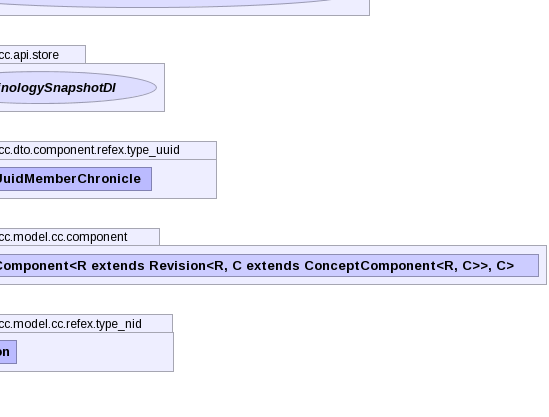 cc.api.store
inologySnapshotDI
cc.dto.component.refex.type_uuid
UuidMemberChronicle
cc.model.cc.component
Component<R extends Revision<R, C extends ConceptComponent<R, C>>, C>
cc.model.cc.refex.type_nid
on